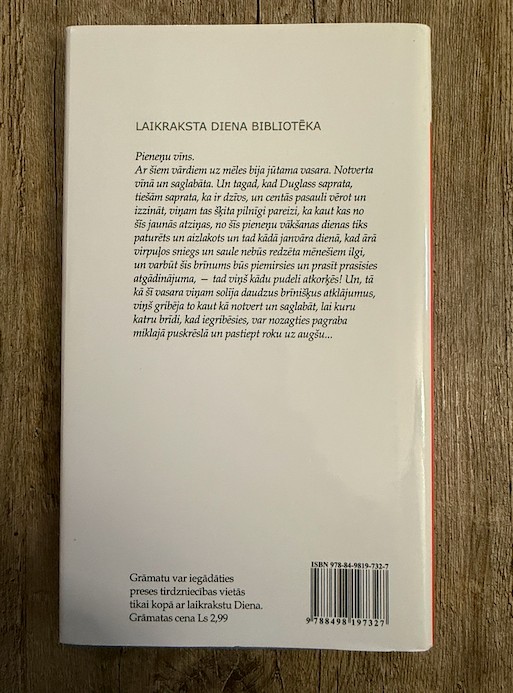 LAIKRAKSTA DIENA BIBLIOTĒKA
Pieneņu vīns.
Ar šiem vārdiem uz mēles bija jūtama vasara. Notverta
vīnā un saglabāta. Un tagad, kad Duglass saprata,
tiešām saprata, ka ir dzīvs, un centās pasauli vērot un
izzināt, viņam tas šķita pilnīgi pareizi, ka kaut kas no
šīs jaunās atziņas, no šīs pieneņu vākšanas dienas tiks
paturēts un aizlakots un tad kādā janvāra dienā, kad ārā
virpuļos sniegs un saule nebūs redzēta mēnešiem ilgi,
un varbūt šis brīnums būs piemirsies un prasīt prasīsies
atgādinājuma, — tad viņš kādu pudeli atkorķēs! Un, tā
kā šī vasara viņam solīja daudzus brīnišķus atklājumus,
viņš gribēja to kaut kā notvert un saglabāt, lai kuru
katru brīdi, kad iegribēsies, var nozagties pagraba
miklajā puskrēslā un pastiept roku uz augšu...
Grāmatu var iegādāties
preses tirdzniecības vietās
tikai kopā ar laikrakstu Diena.
Grāmatas cena Ls 2,99
ISBN 978-84-9819-732-7
9 788498 197327